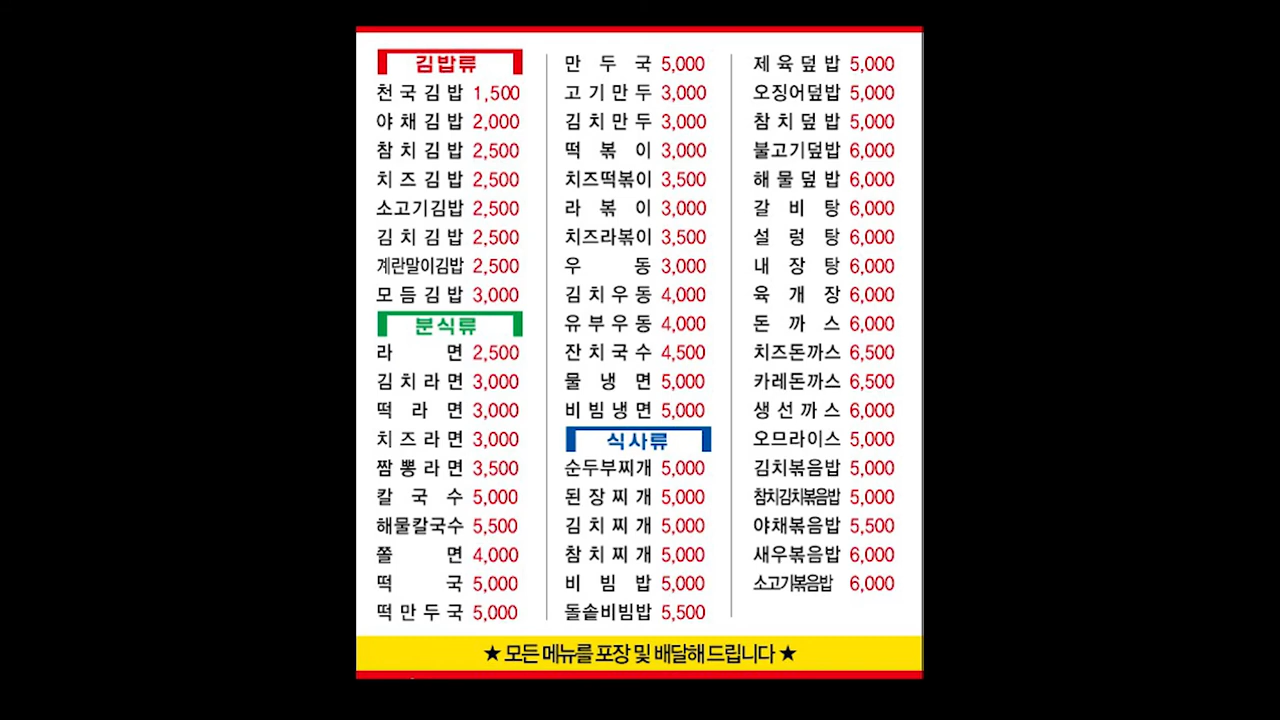 김밥류
천국김밥 1,500
야채김밥 2,000
참치김밥 2,500
치즈김밥 2,500
소고기김밥 2,500
김치김밥 2,500
계란말이김밥 2,500
모듬김밥 3,000
분식류
라면 2,500
김치라면 3,000
떡라면 3,000
치즈라면 3,000
짬뽕라면 3,500
칼국수 5,000
해물칼국수 5,500
쫄면 4,000
떡국 5,000
떡만두국 5,000
만두국 5,000
고기만두 3,000
김치만두 3,000
떡볶이 3,000
치즈떡볶이 3,500
라볶이 3,000
치즈라볶이 3,500
우동 3,000
김치우동 4,000
유부우동 4,000
잔치국수 4,500
물냉면 5,000
비빔냉면 5,000
식사류
순두부찌개 5,000
된장찌개 5,000
김치찌개 5,000
참치찌개 5,000
비빔밥 5,000
돌솥비빔밥 5,500
제육덮밥 5,000
오징어덮밥 5,000
참치덮밥 5,000
불고기덮밥 6,000
해물덮밥 6,000
갈비탕 6,000
설렁탕 6,000
내장탕 6,000
육개장 6,000
돈까스 6,000
치즈돈까스 6,500
카레돈까스 6,500
생선까스 6,000
오므라이스 5,000
김치볶음밥 5,000
참치김치볶음밥 5,000
야채볶음밥 5,500
새우볶음밥 6,000
소고기볶음밥 6,000
★ 모든 메뉴를 포장 및 배달해 드립니다 ★